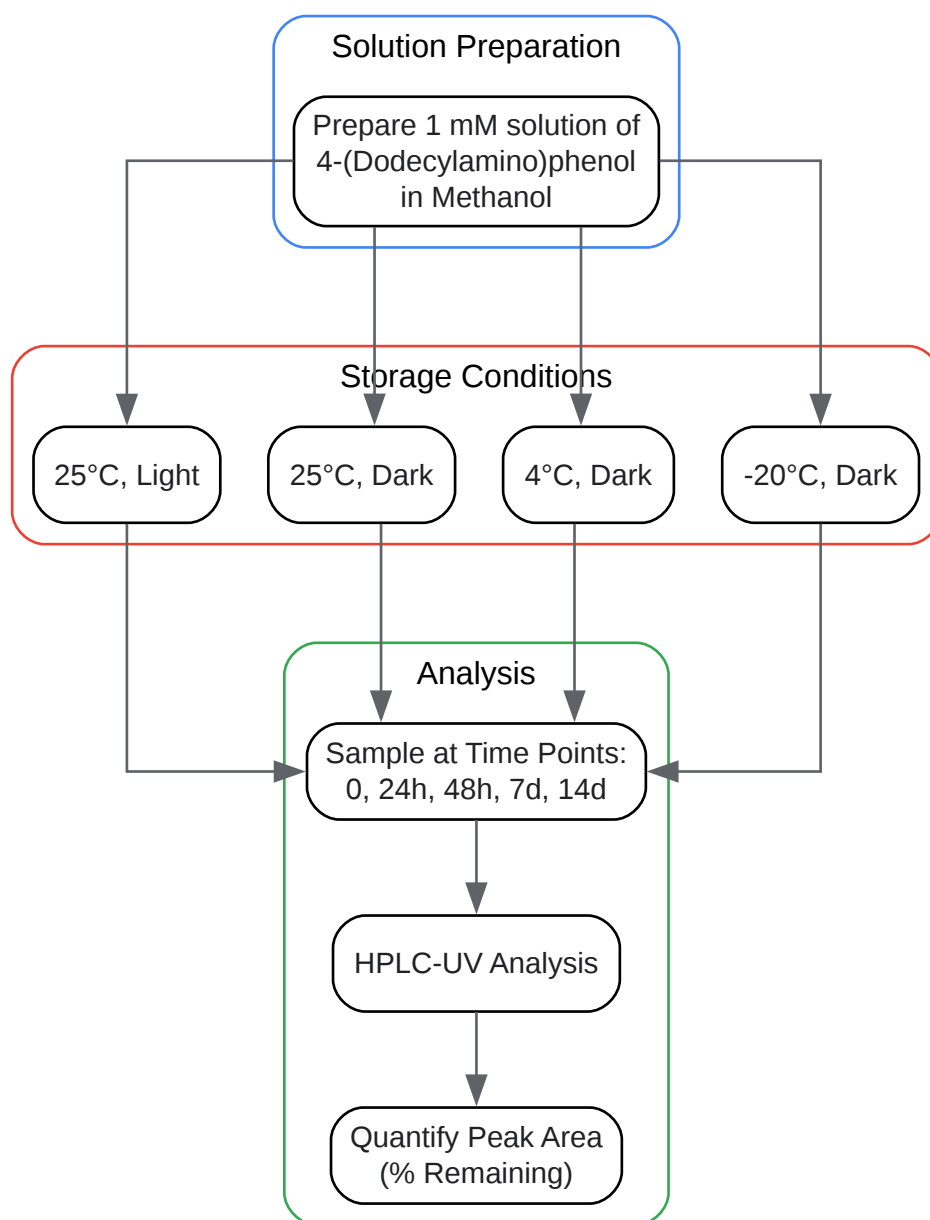 Solution Preparation
Prepare 1 mM solution of
4-(Dodecylamino)phenol
in Methanol
Storage Conditions
25°C, Light
25°C, Dark
4°C, Dark
-20°C, Dark
Analysis
Sample at Time Points:
0, 24h, 48h, 7d, 14d
HPLC-UV Analysis
Quantify Peak Area
(% Remaining)